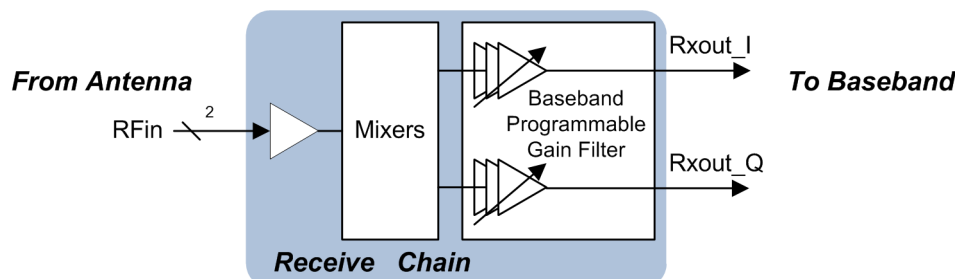 From Antenna
RFin
2
Mixers
Baseband
Programmable
Gain Filter
Rxout_I
Rxout_Q
To Baseband
Receive Chain